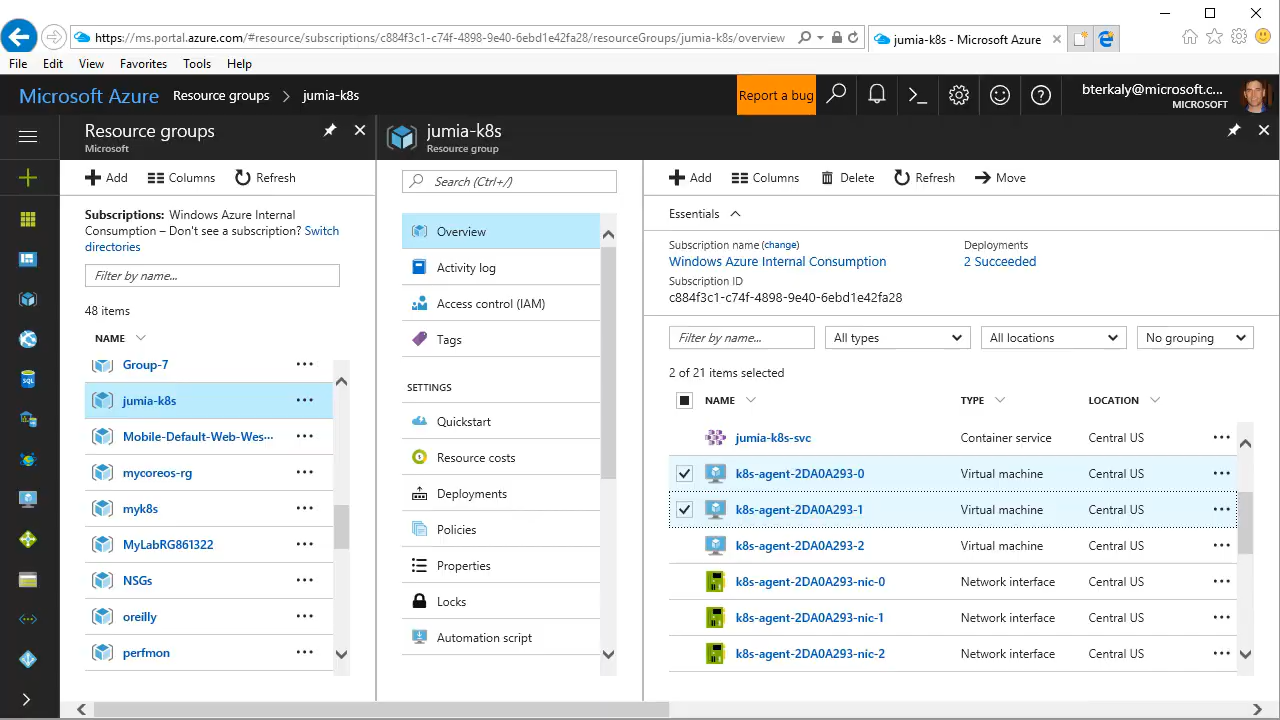 https://ms.portal.azure.com/#resource/subscriptions/c884f3c1-c74f-4898-9e40-6ebd1e42fa28/resourceGroups/jumia-k8s/overview
jumia-k8s - Microsoft Azure
File Edit View Favorites Tools Help
Microsoft Azure Resource groups > jumia-k8s
Report a bug
bterkaly@microsoft.c...
MICROSOFT
Resource groups
Microsoft
Add Columns Refresh
Subscriptions: Windows Azure Internal
Consumption – Don't see a subscription? Switch
directories
Filter by name...
48 items
NAME
Group-7 ...
jumia-k8s ...
Mobile-Default-Web-Wes... ...
mycoreos-rg ...
myk8s ...
MyLabRG861322 ...
NSGs ...
oreilly ...
perfmon ...
jumia-k8s
Resource group
Search (Ctrl+/)
Overview
Activity log
Access control (IAM)
Tags
SETTINGS
Quickstart
Resource costs
Deployments
Policies
Properties
Locks
Automation script
Add Columns Delete Refresh Move
Essentials
Subscription name (change)
Windows Azure Internal Consumption
Deployments
2 Succeeded
Subscription ID
c884f3c1-c74f-4898-9e40-6ebd1e42fa28
Filter by name... All types All locations No grouping
2 of 21 items selected
NAME TYPE LOCATION
jumia-k8s-svc Container service Central US ...
k8s-agent-2DA0A293-0 Virtual machine Central US ...
k8s-agent-2DA0A293-1 Virtual machine Central US ...
k8s-agent-2DA0A293-2 Virtual machine Central US ...
k8s-agent-2DA0A293-nic-0 Network interface Central US ...
k8s-agent-2DA0A293-nic-1 Network interface Central US ...
k8s-agent-2DA0A293-nic-2 Network interface Central US ...